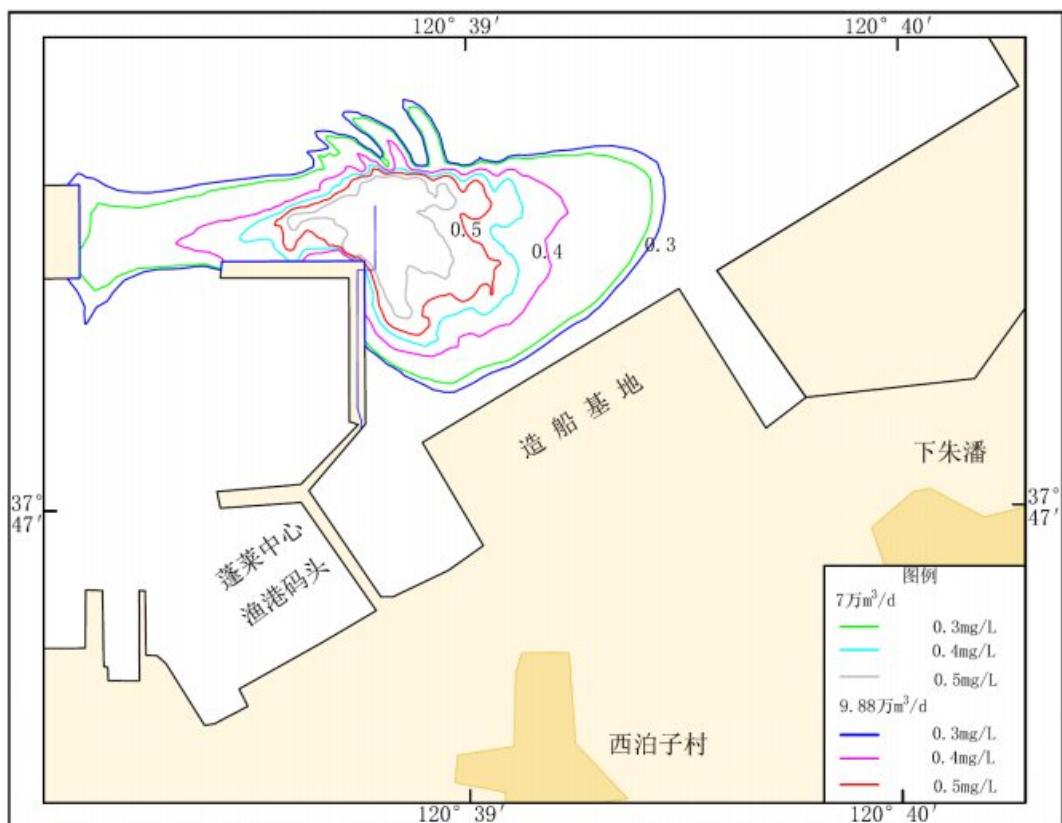 120° 39′
120° 40′
0.5
0.4
0.3
造船基地
下朱潘
37°
47′
37°
47′
蓬莱中心
渔港码头
西泊子村
图例
7万m³/d
0.3mg/L
0.4mg/L
0.5mg/L
9.88万m³/d
0.3mg/L
0.4mg/L
0.5mg/L
120° 39′
120° 40′